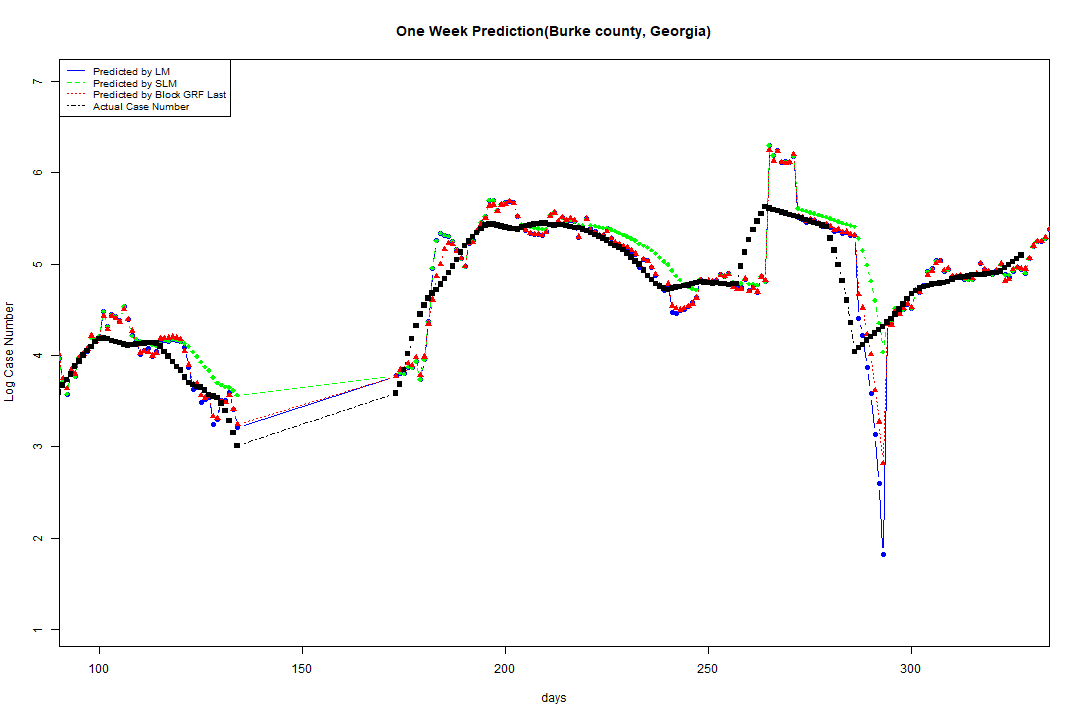 One Week Prediction(Burke county, Georgia)
Predicted by LM
Predicted by SLM
Predicted by Block GRF Last
Actual Case Number
Log Case Number
7
6
5
4
3
2
1
100 150 200 250 300
days